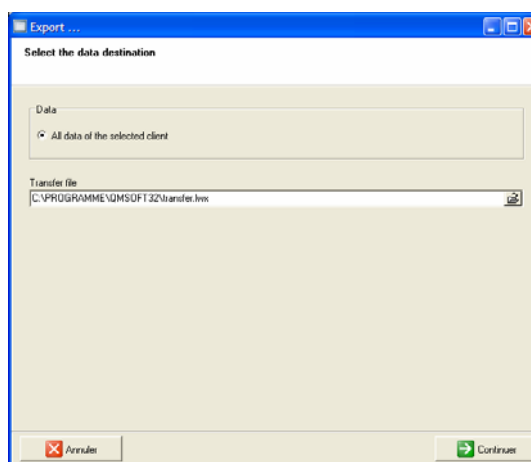 Export ...
Select the data destination
Data
All data of the selected client
Transfer file
C:\PROGRAMME\QMSOFT32\transfer.lwx
Annuler
Continuer